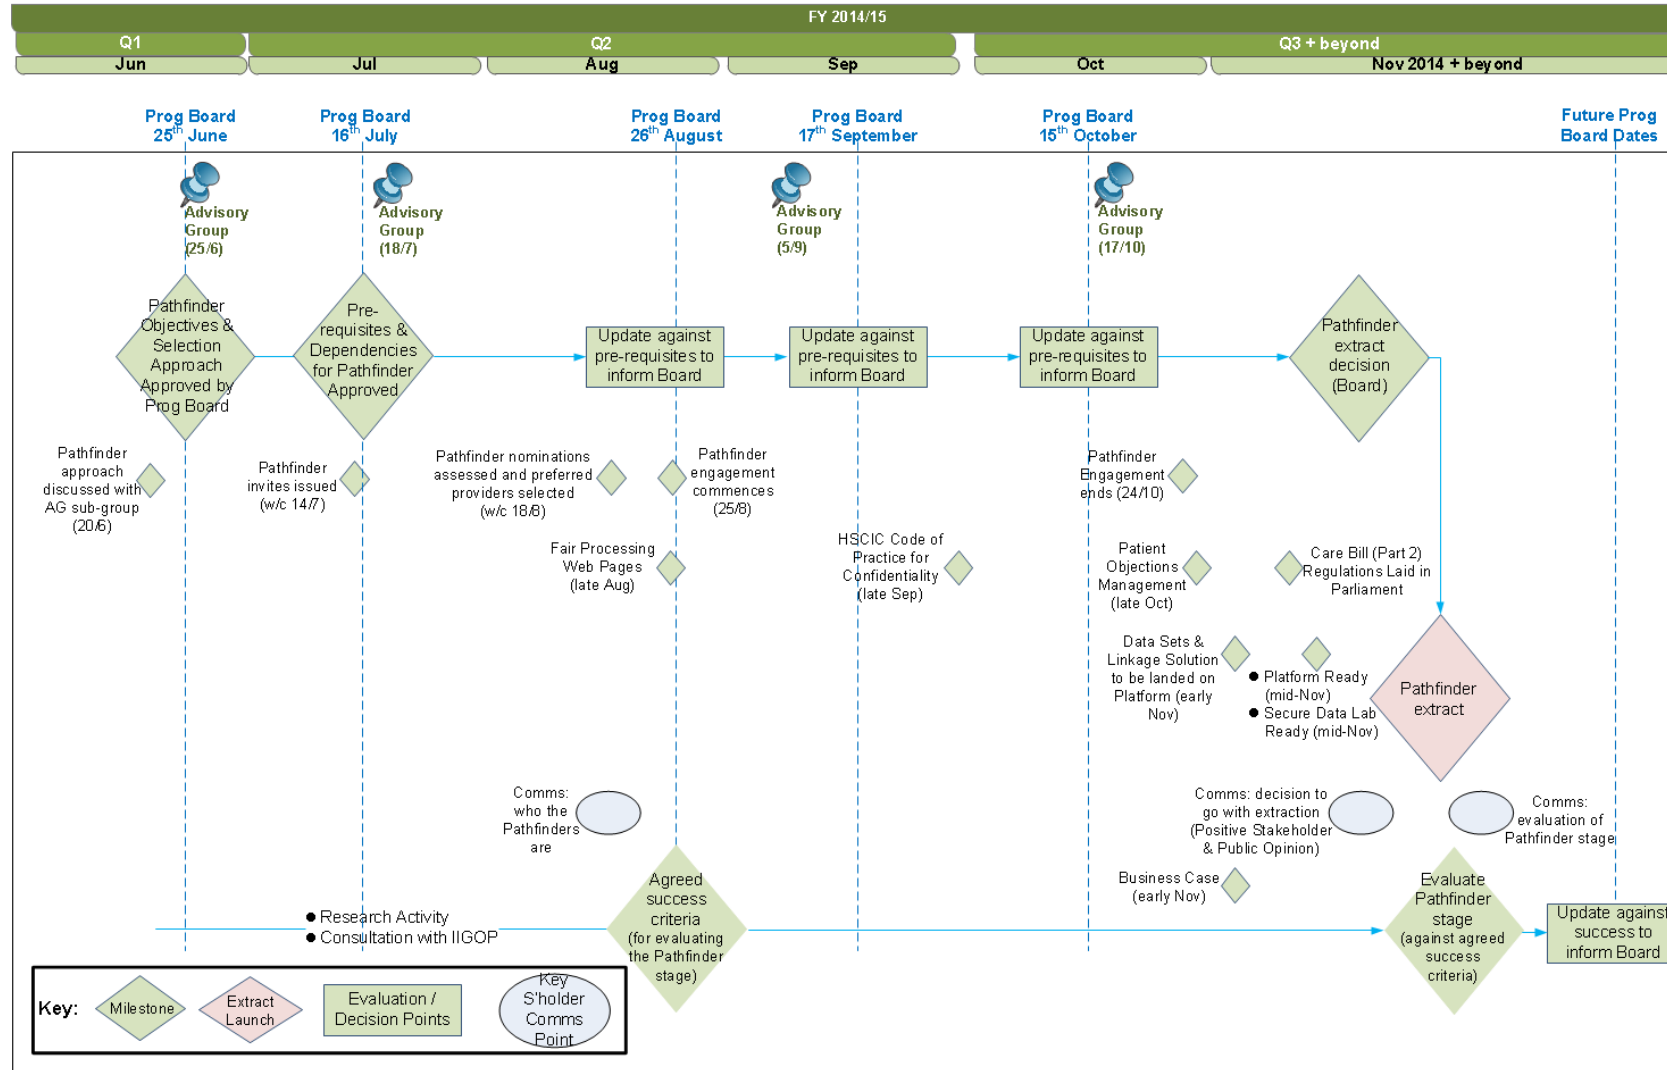 FY 2014/15
Q1
Q2
Q3 + beyond
Jun
Jul
Aug
Sep
Oct
Nov 2014 + beyond
Prog Board
25th June
Prog Board
16th July
Prog Board
26th August
Prog Board
17th September
Prog Board
15th October
Future Prog
Board Dates
Advisory
Group
(25/6)
Advisory
Group
(18/7)
Advisory
Group
(5/9)
Advisory
Group
(17/10)
Pathfinder
Objectives &
Selection
Approach
Approved by
Prog Board
Pre-
requisites &
Dependencies
for Pathfinder
Approved
Update against
pre-requisites to
inform Board
Update against
pre-requisites to
inform Board
Update against
pre-requisites to
inform Board
Pathfinder
extract
decision
(Board)
Pathfinder
approach
discussed with
AG sub-group
(20/6)
Pathfinder
invites issued
(w/c 14/7)
Pathfinder nominations
assessed and preferred
providers selected
(w/c 18/8)
Pathfinder
engagement
commences
(25/8)
Pathfinder
Engagement
ends (24/10)
Fair Processing
Web Pages
(late Aug)
HSCIC Code of
Practice for
Confidentiality
(late Sep)
Patient
Objections
Management
(late Oct)
Care Bill (Part 2)
Regulations Laid in
Parliament
Data Sets &
Linkage Solution
to be landed on
Platform (early
Nov)
● Platform Ready
(mid-Nov)
● Secure Data Lab
Ready (mid-Nov)
Pathfinder
extract
Comms:
who the
Pathfinders
are
Comms: decision to
go with extraction
(Positive Stakeholder
& Public Opinion)
Comms:
evaluation of
Pathfinder stage
Business Case
(early Nov)
● Research Activity
● Consultation with IIGOP
Agreed
success
criteria
(for evaluating
the Pathfinder
stage)
Evaluate
Pathfinder
stage
(against agreed
success
criteria)
Update against
success to
inform Board
Key:
Milestone
Extract
Launch
Evaluation /
Decision Points
Key
S'holder
Comms
Point